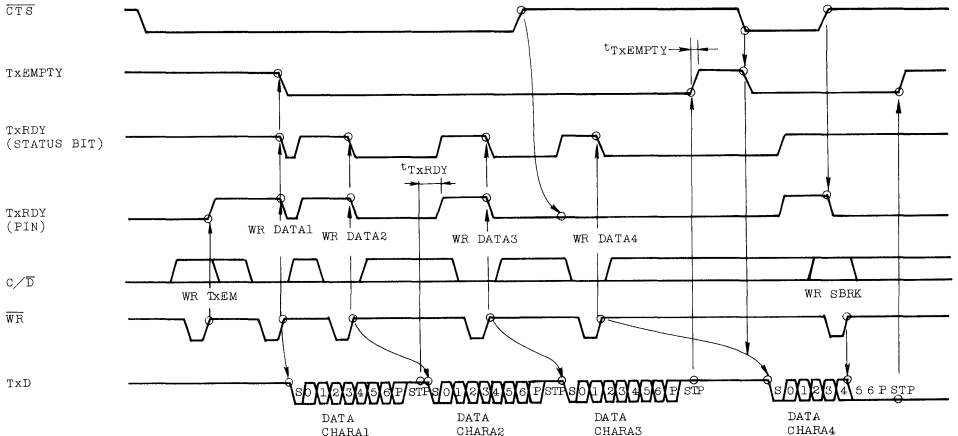 CTS
tTxEMPTY
TxEMPTY
TxRDY
(STATUS BIT)
tTxRDY
TxRDY
(PIN)
WR DATA1 WR DATA2 WR DATA3 WR DATA4
C/D
WR TxEM WR SBRK
WR
TxD
S 0 1 2 3 4 5 6 P STP S 0 1 2 3 4 5 6 P STP S 0 1 2 3 4 5 6 P STP S 0 1 2 3 4 5 6 P STP
DATA CHARA1
DATA CHARA2
DATA CHARA3
DATA CHARA4